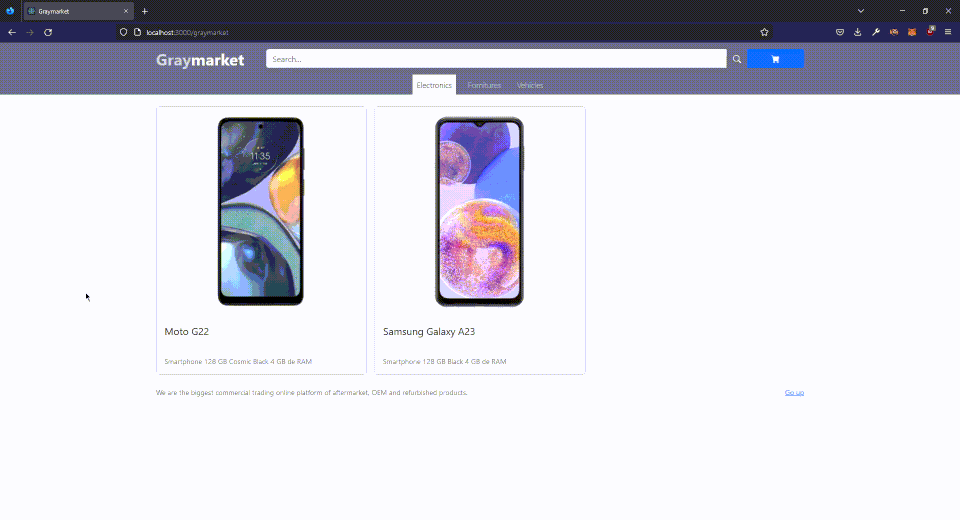 Graymarket
localhost:3000/graymarket
9
Graymarket
Search...
Electronics
Fornitures
Vehicles
11:35
Moto G22
Samsung Galaxy A23
Smartphone 128 GB Cosmic Black 4 GB de RAM
Smartphone 128 GB Black 4 GB de RAM
We are the biggest commercial trading online platform of aftermarket, OEM and refurbished products.
Go up